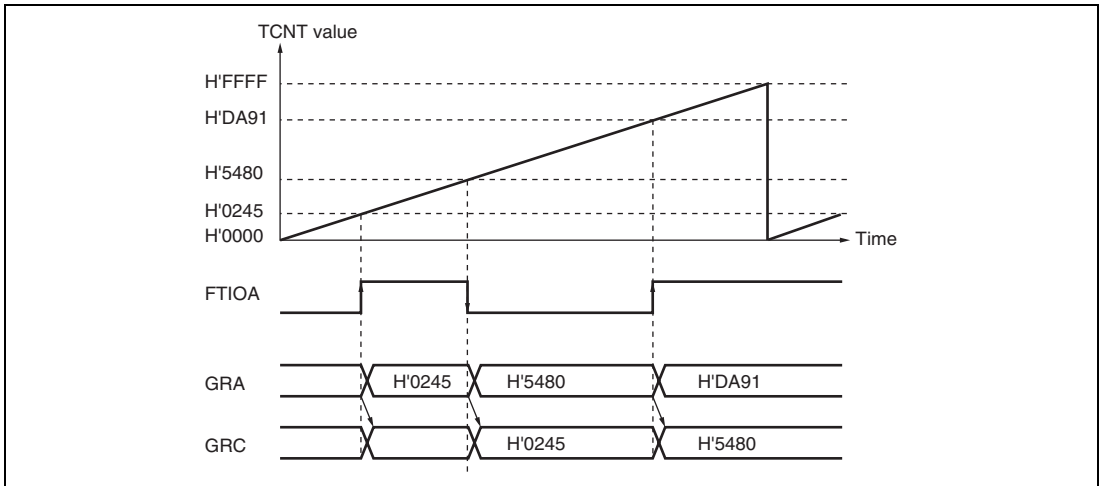 TCNT value
H'FFFF
H'DA91
H'5480
H'0245
H'0000
Time
FTIOA
GRA H'0245 H'5480 H'DA91
GRC H'0245 H'5480